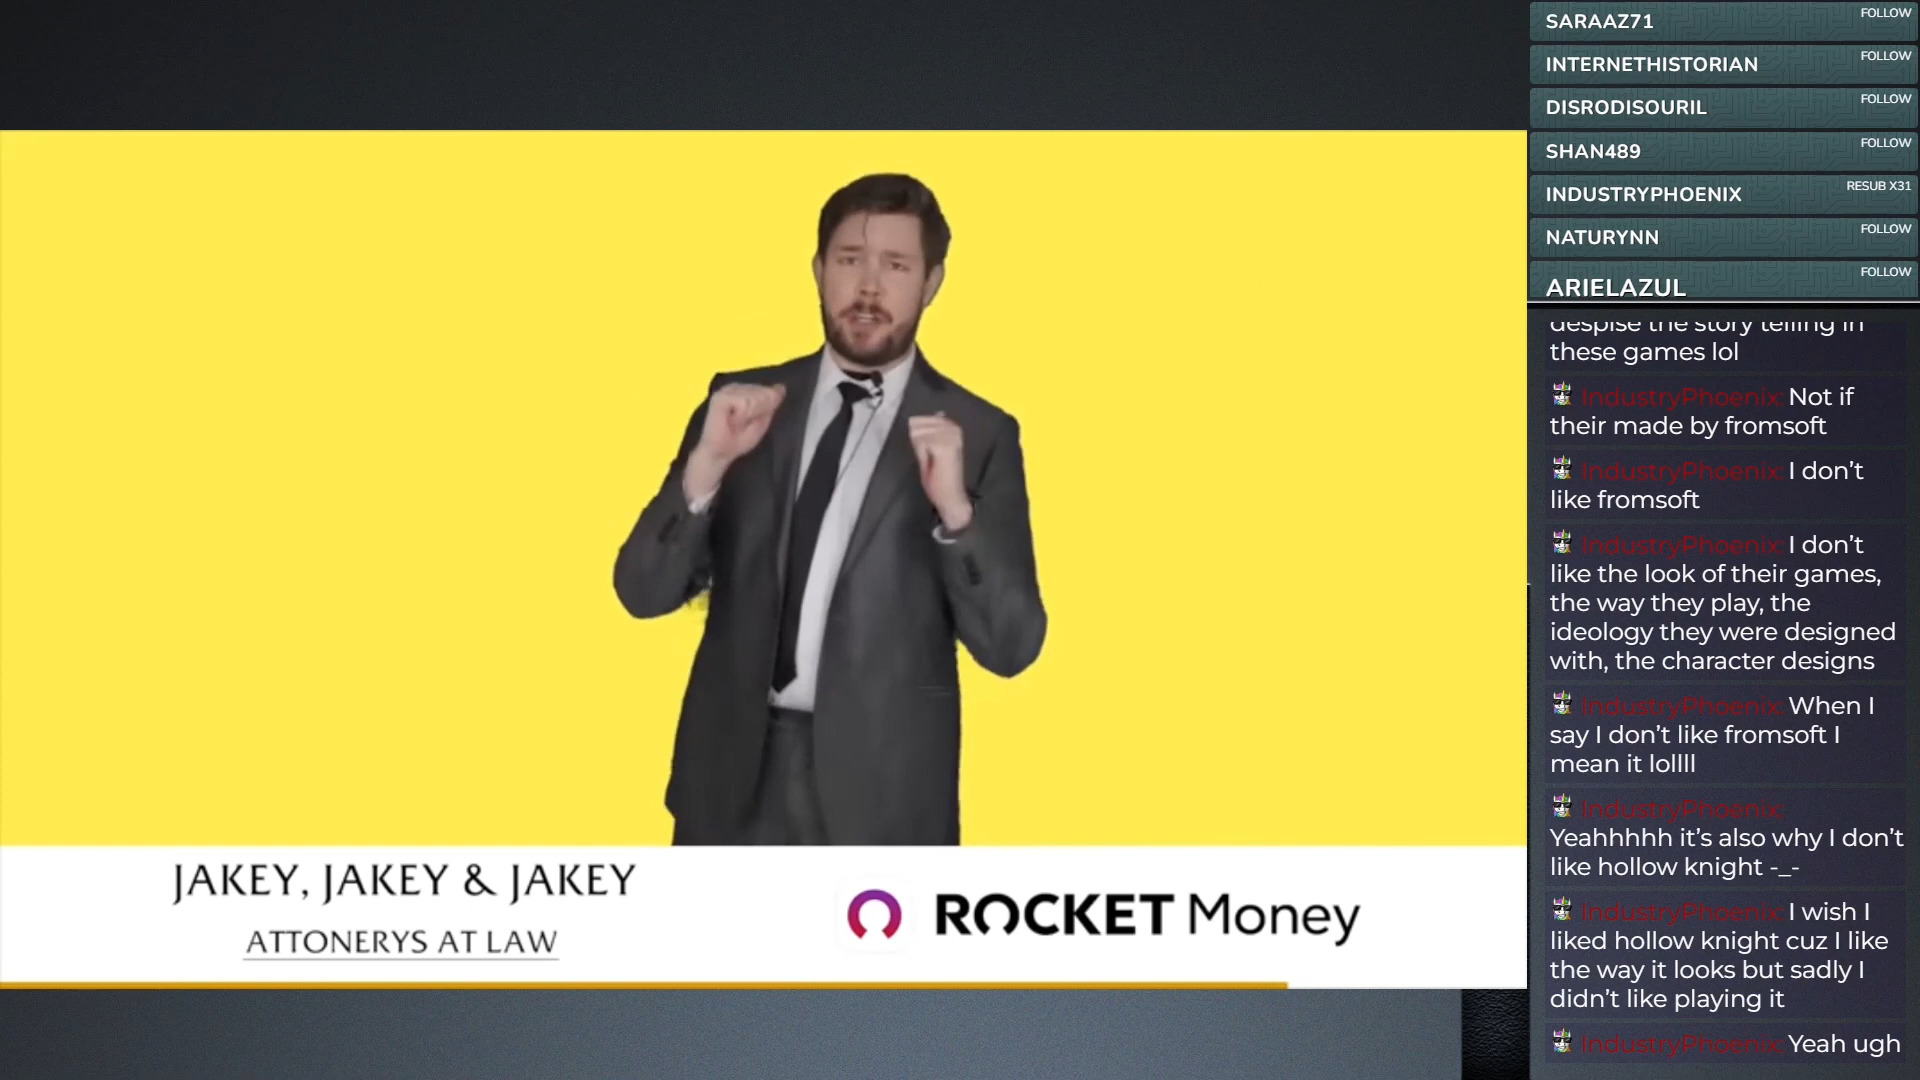 JAKEY, JAKEY & JAKEY
ATTONERYS AT LAW
ROCKET Money
SARAAZ71
FOLLOW
INTERNETHISTORIAN
FOLLOW
DISRODISOURIL
FOLLOW
SHAN489
FOLLOW
INDUSTRYPHOENIX
RESUB X31
NATURYNN
FOLLOW
ARIELAZUL
FOLLOW
despise the story telling in
these games lol
IndustryPhoenix: Not if
their made by fromsoft
IndustryPhoenix: I don't
like fromsoft
IndustryPhoenix: I don't
like the look of their games,
the way they play, the
ideology they were designed
with, the character designs
IndustryPhoenix: When I
say I don't like fromsoft I
mean it lollll
IndustryPhoenix:
Yeahhhhh it's also why I don't
like hollow knight -_-
IndustryPhoenix: I wish I
liked hollow knight cuz I like
the way it looks but sadly I
didn't like playing it
IndustryPhoenix: Yeah ugh